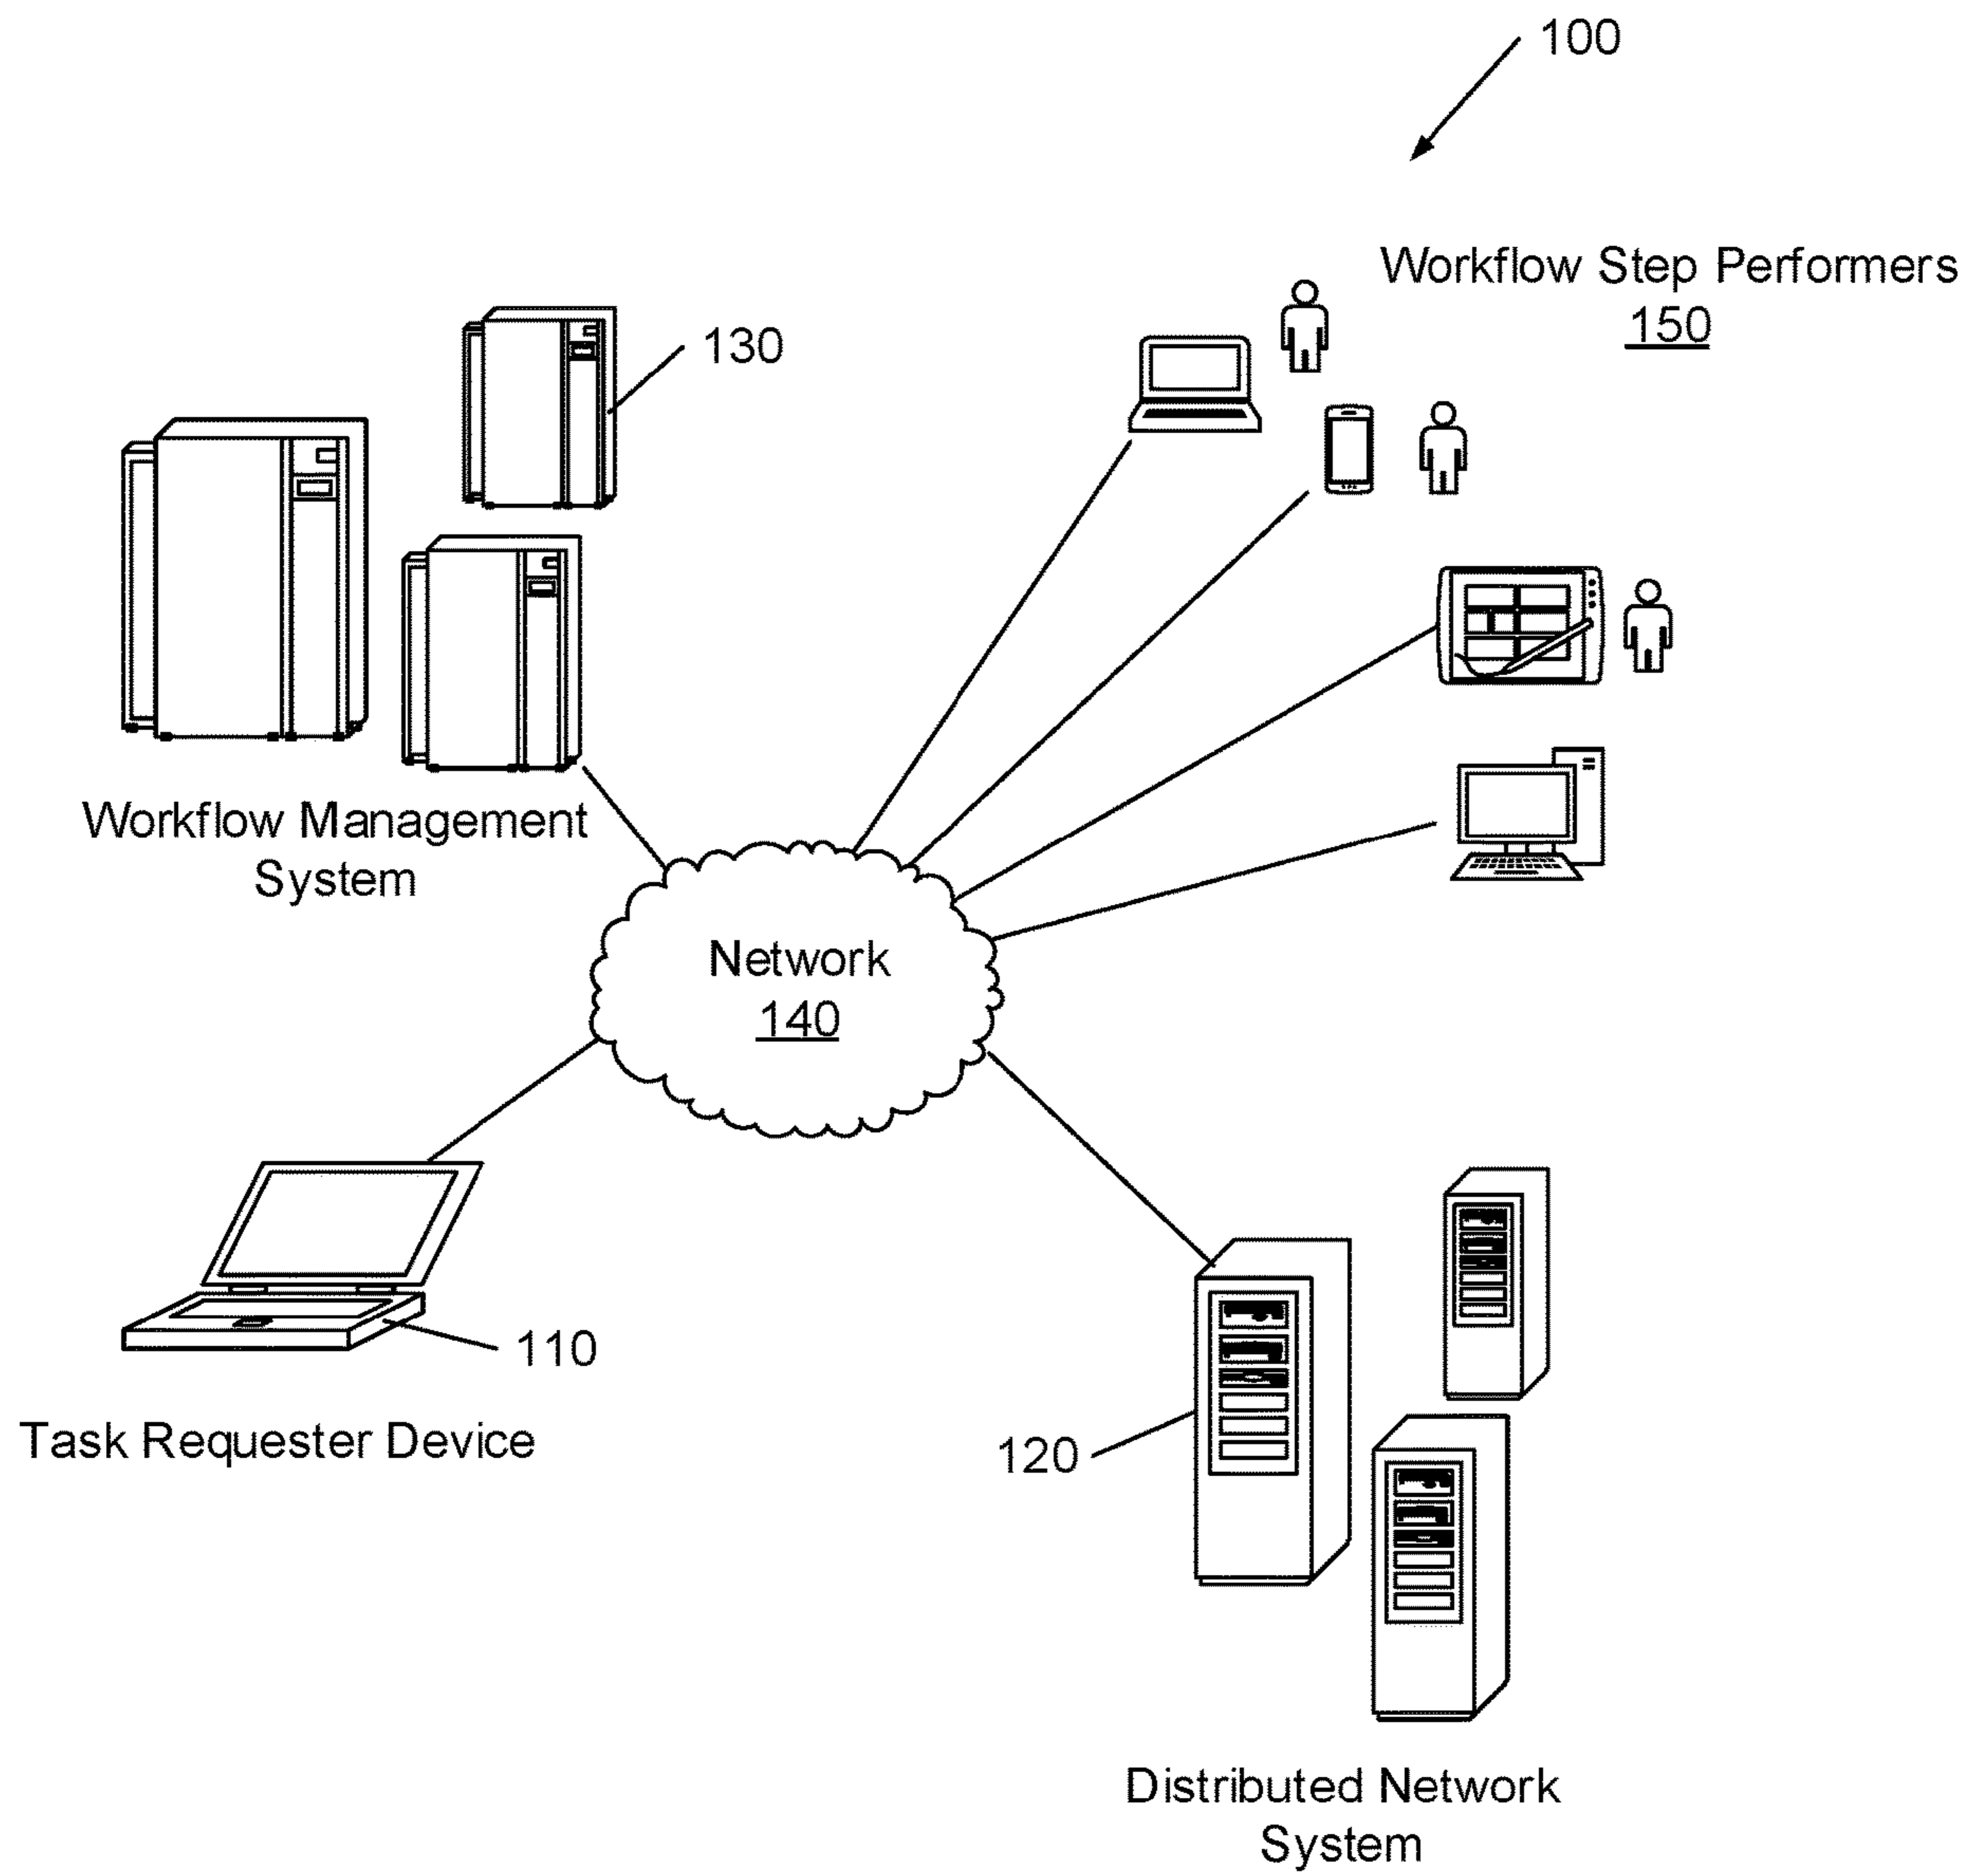 100
Workflow Step Performers
150
130
Workflow Management
System
Network
140
110
Task Requester Device
120
Distributed Network
System